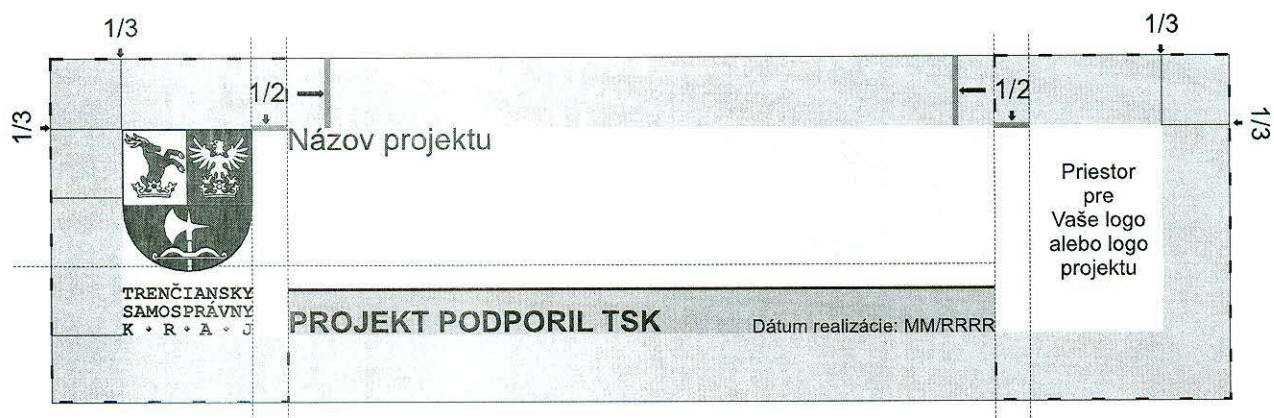 1/3
1/3
1/2
1/2
1/3
1/3
Názov projektu
Priestor
pre
Vaše logo
alebo logo
projektu
TRENČIANSKY
SAMOSPRÁVNY
K · R · A · J
PROJEKT PODPORIL TSK
Dátum realizácie: MM/RRRR